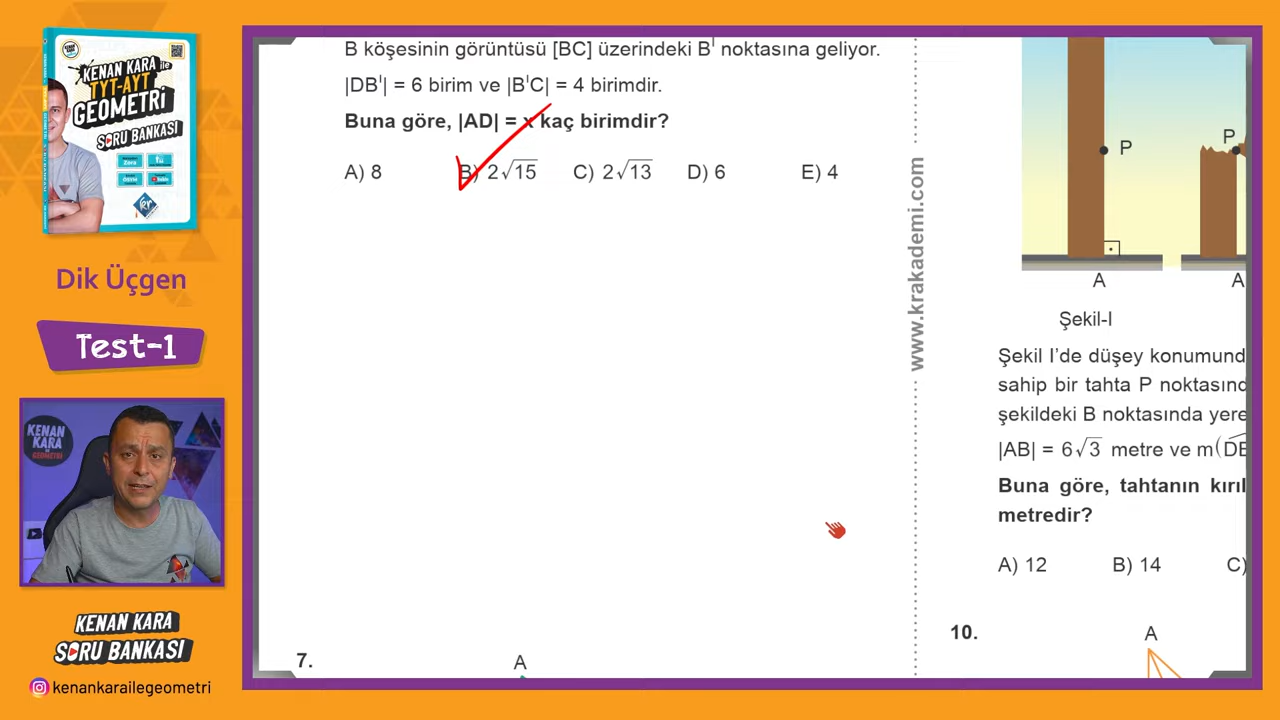 KENAN KARA ile
TYT-AYT
GEOMETRİ
SORU BANKASI
Dik Üçgen
Test-1
KENAN
KARA
GEOMETRİ
KENAN KARA
SORU BANKASI
kenankarailegeometri
B köşesinin görüntüsü [BC] üzerindeki Bᴵ noktasına geliyor.
|DBᴵ| = 6 birim ve |BᴵC| = 4 birimdir.
Buna göre, |AD| = x kaç birimdir?
A) 8 B) 2√15 C) 2√13 D) 6 E) 4
7.
A
www.krakademi.com
P
P
A
A
Şekil-I
Şekil I'de düşey konumund
sahip bir tahta P noktasınd
şekildeki B noktasında yere
|AB| = 6√3 metre ve m(DE
Buna göre, tahtanın kırıl
metredir?
A) 12 B) 14 C)
10.
A